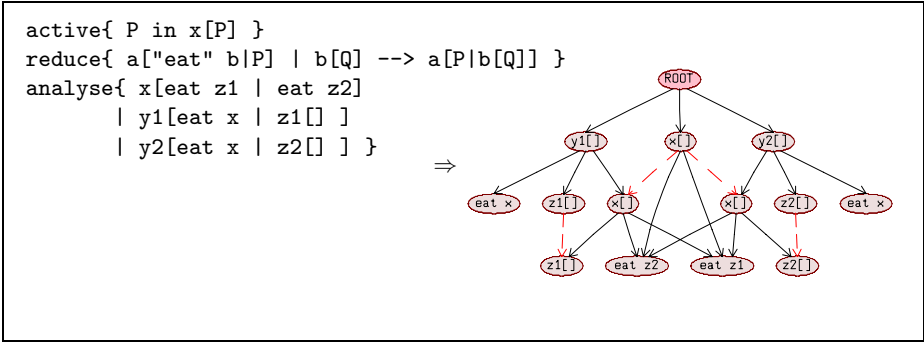 active{ P in x[P] }
reduce{ a["eat" b|P] | b[Q] --> a[P|b[Q]] }
analyse{ x[eat z1 | eat z2]
| y1[eat x | z1[] ]
| y2[eat x | z2[] ] }
⇒
ROOT
y1[] x[] y2[]
eat x z1[] x[] x[] z2[] eat x
z1[] eat z2 eat z1 z2[]